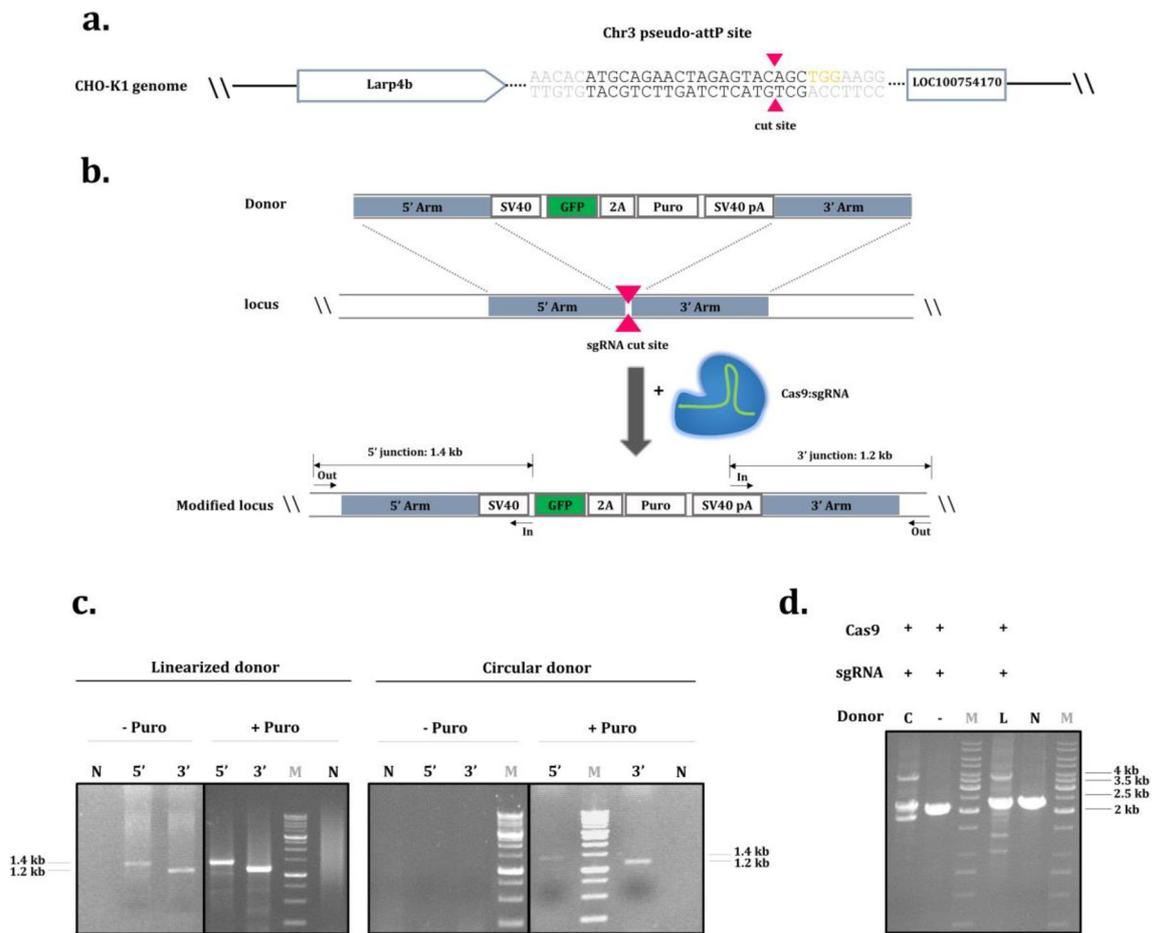 a.
Chr3 pseudo-attP site
CHO-K1 genome
Larp4b
AACACATGCAGAACTAGAGTACAGCTGGAAGG
TTGTGTACGTCTTGATCTCATGTCGACCTTCC
LOC100754170
cut site
b.
Donor
5' Arm SV40 GFP 2A Puro SV40 pA 3' Arm
locus
5' Arm 3' Arm
sgRNA cut site
+
Cas9:sgRNA
5' junction: 1.4 kb 3' junction: 1.2 kb
Out In
Modified locus
5' Arm SV40 GFP 2A Puro SV40 pA 3' Arm
In Out
c.
Linearized donor Circular donor
- Puro + Puro - Puro + Puro
N 5' 3' 5' 3' M N N 5' 3' M 5' M 3' N
1.4 kb 1.4 kb
1.2 kb 1.2 kb
d.
Cas9 + + +
sgRNA + + +
Donor C - M L N M
4 kb
3.5 kb
2.5 kb
2 kb